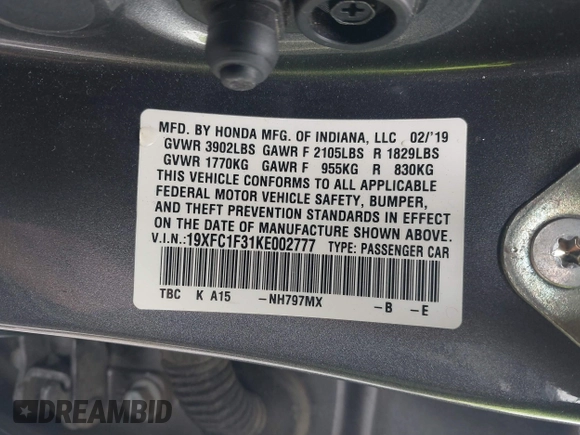 MFD. BY HONDA MFG. OF INDIANA, LLC 02/'19
GVWR 3902LBS GAWR F 2105LBS R 1829LBS
GVWR 1770KG GAWR F 955KG R 830KG
THIS VEHICLE CONFORMS TO ALL APPLICABLE
FEDERAL MOTOR VEHICLE SAFETY, BUMPER,
AND THEFT PREVENTION STANDARDS IN EFFECT
ON THE DATE OF MANUFACTURE SHOWN ABOVE.
V.I.N.:19XFC1F31KE002777 TYPE: PASSENGER CAR
TBC K A15 -NH797MX -B -E
DREAMBID